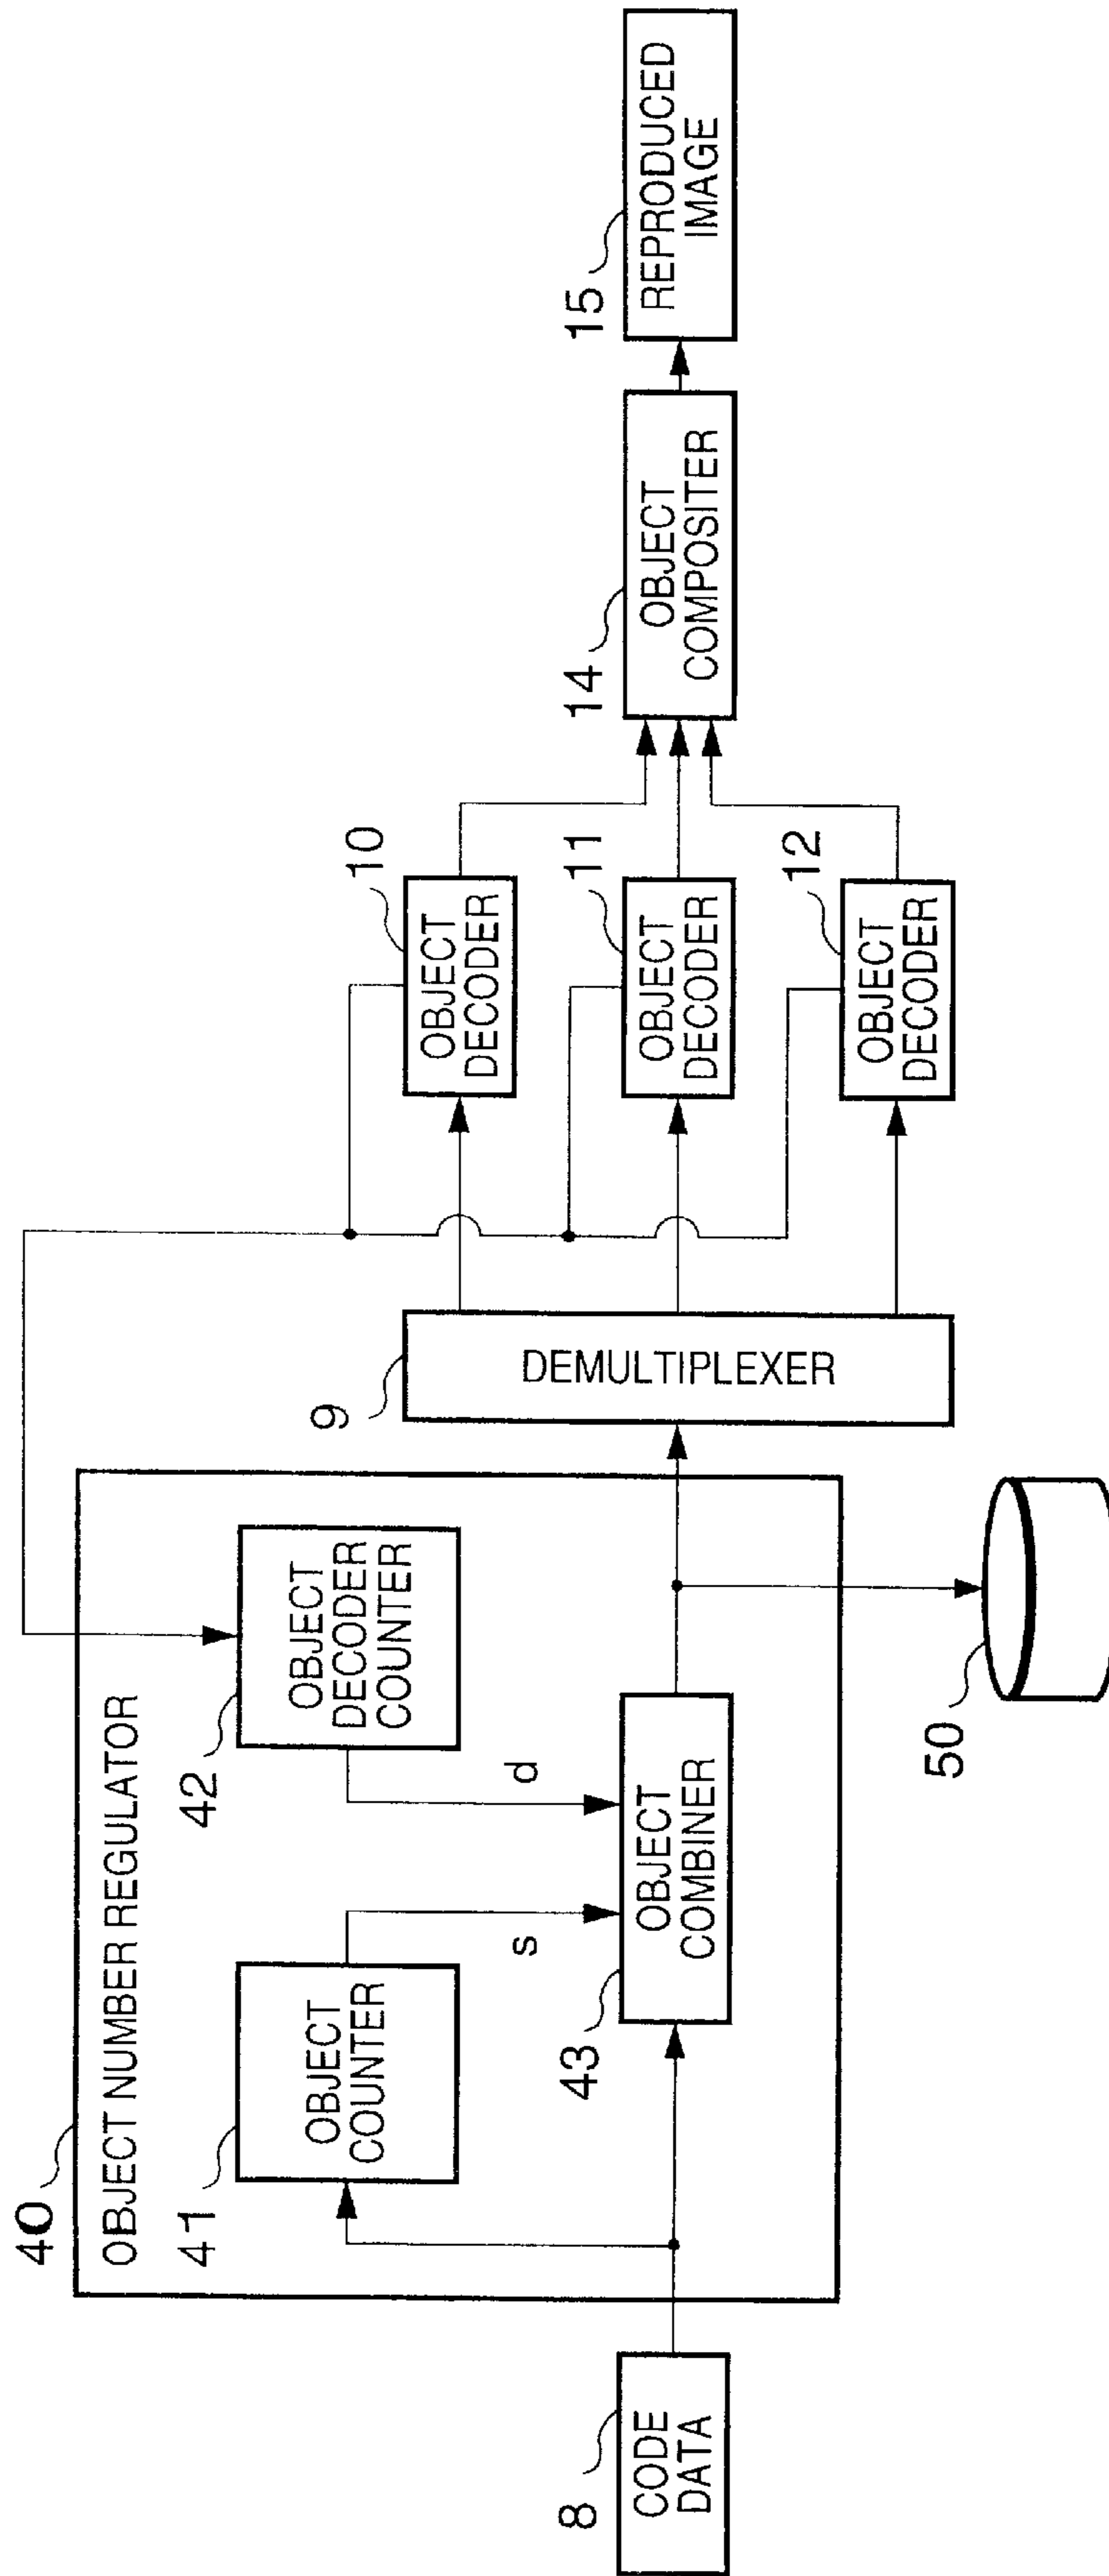 40
OBJECT NUMBER REGULATOR
8
CODE
DATA
41
OBJECT
COUNTER
s
42
OBJECT
DECODER
COUNTER
d
43
OBJECT
COMBINER
50
9
DEMULTIPLEXER
10
OBJECT
DECODER
11
OBJECT
DECODER
12
OBJECT
DECODER
14
OBJECT
COMPOSITER
15
REPRODUCED
IMAGE